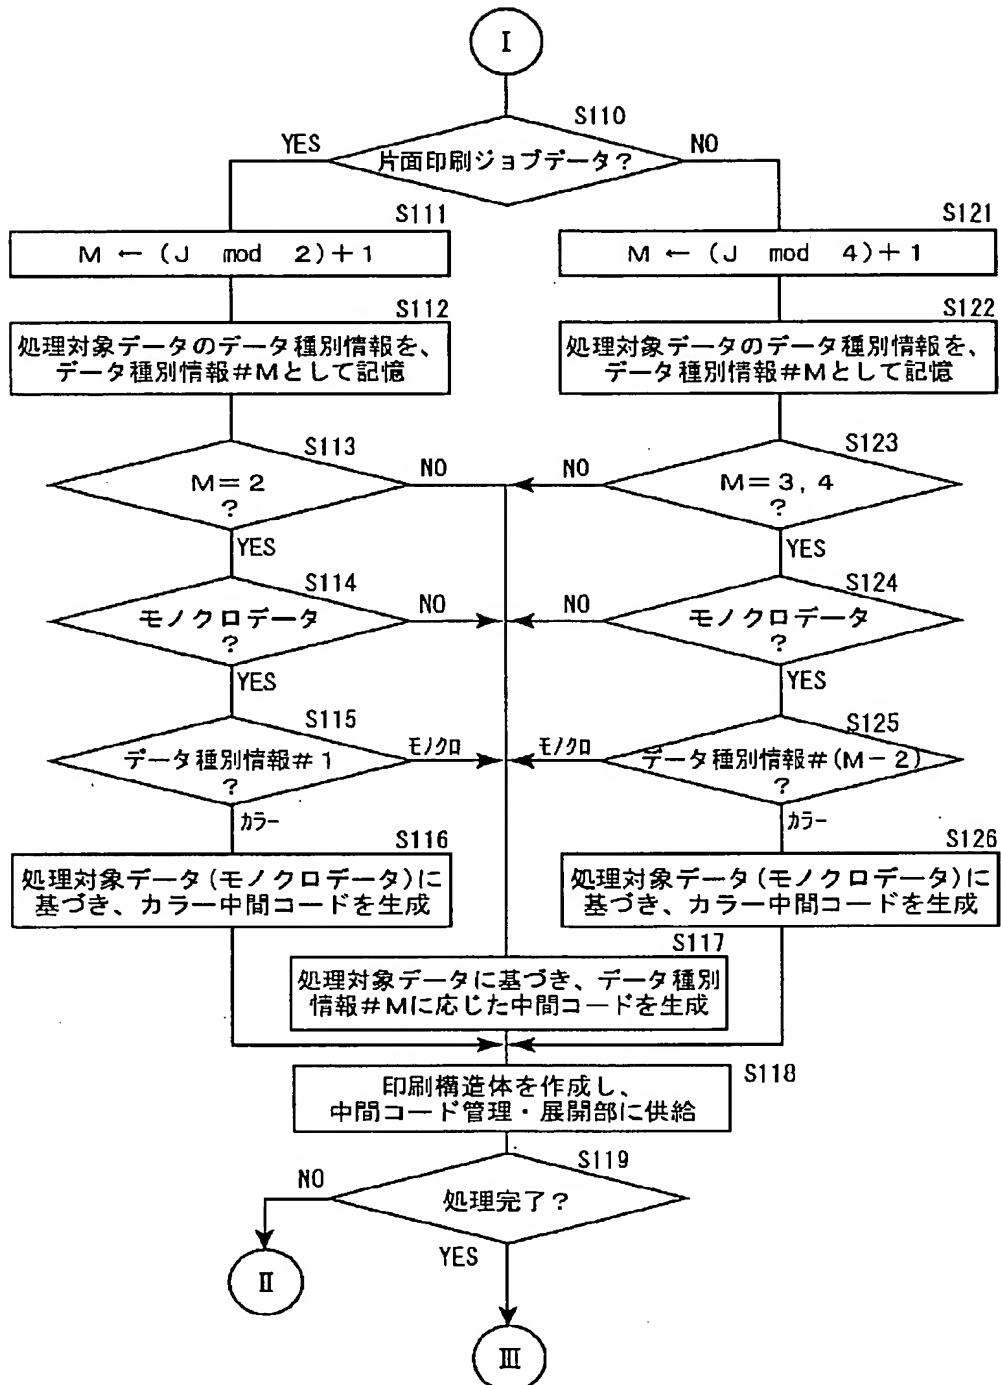 I
S110
YES
片面印刷ジョブデータ?
NO
S111
M ← (J mod 2)+1
S121
M ← (J mod 4)+1
S112
処理対象データのデータ種別情報を、
データ種別情報#Mとして記憶
S122
処理対象データのデータ種別情報を、
データ種別情報#Mとして記憶
S113
M=2
?
NO
YES
S123
NO
M=3,4
?
YES
S114
モノクロデータ
?
NO
YES
S124
NO
モノクロデータ
?
YES
S115
データ種別情報#1
?
モノクロ
カラー
S125
モノクロ
データ種別情報#(M-2)
?
カラー
S116
処理対象データ(モノクロデータ)に
基づき、カラー中間コードを生成
S126
処理対象データ(モノクロデータ)に
基づき、カラー中間コードを生成
S117
処理対象データに基づき、データ種別
情報#Mに応じた中間コードを生成
S118
印刷構造体を作成し、
中間コード管理・展開部に供給
S119
NO
処理完了?
YES
II
III